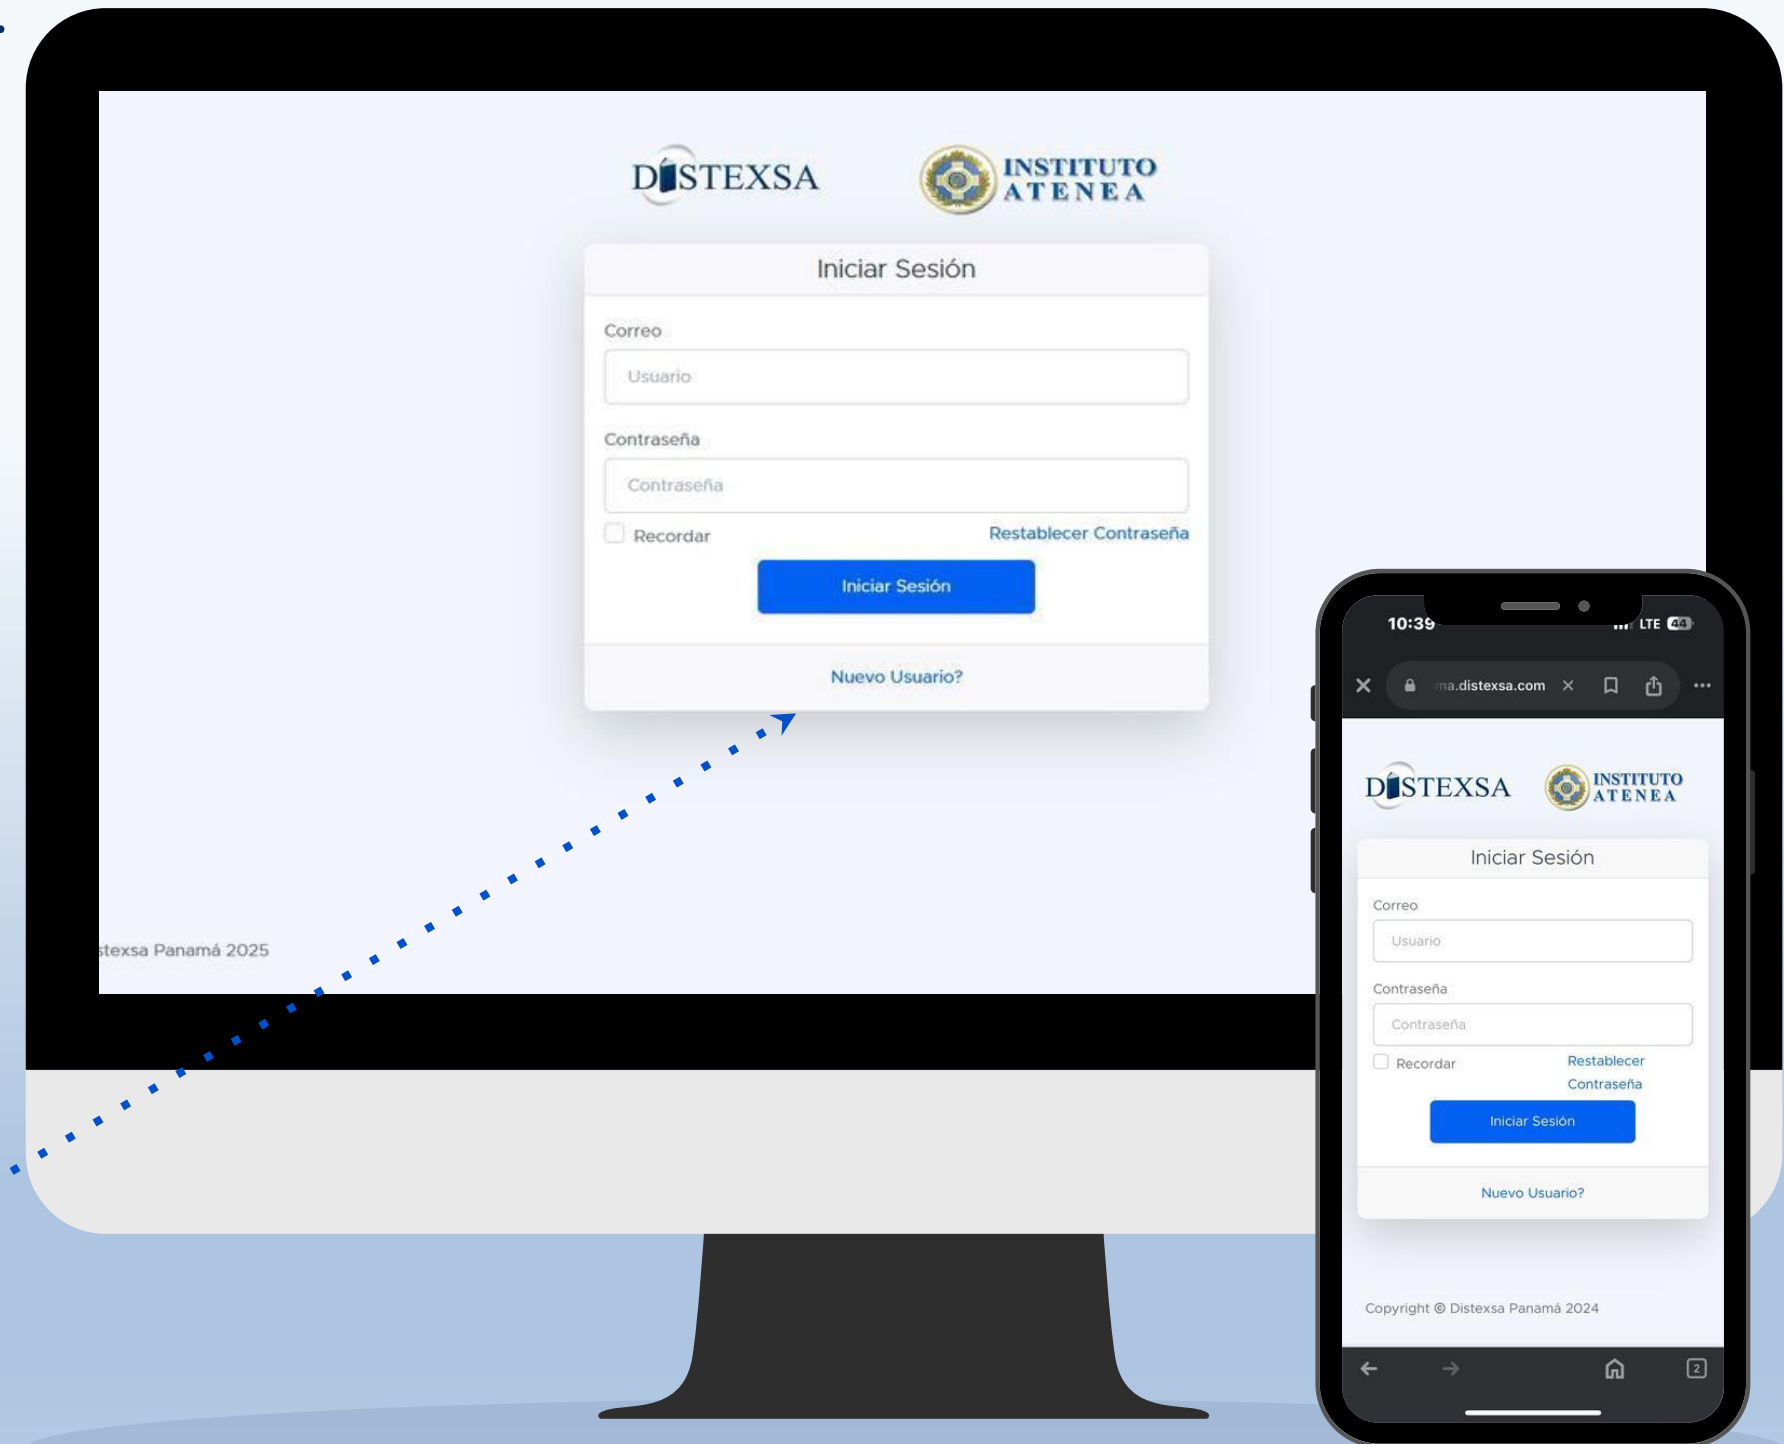 DISTEXSA
INSTITUTO
ATENEA
Iniciar Sesión
Correo
Usuario
Contraseña
Contraseña
Recordar
Restablecer Contraseña
Iniciar Sesión
Nuevo Usuario?
stexsa Panamá 2025
10:39
LTE 44
ma.distexsa.com
DISTEXSA
INSTITUTO
ATENEA
Iniciar Sesión
Correo
Usuario
Contraseña
Contraseña
Recordar
Restablecer
Contraseña
Iniciar Sesión
Nuevo Usuario?
Copyright © Distexsa Panamá 2024
2